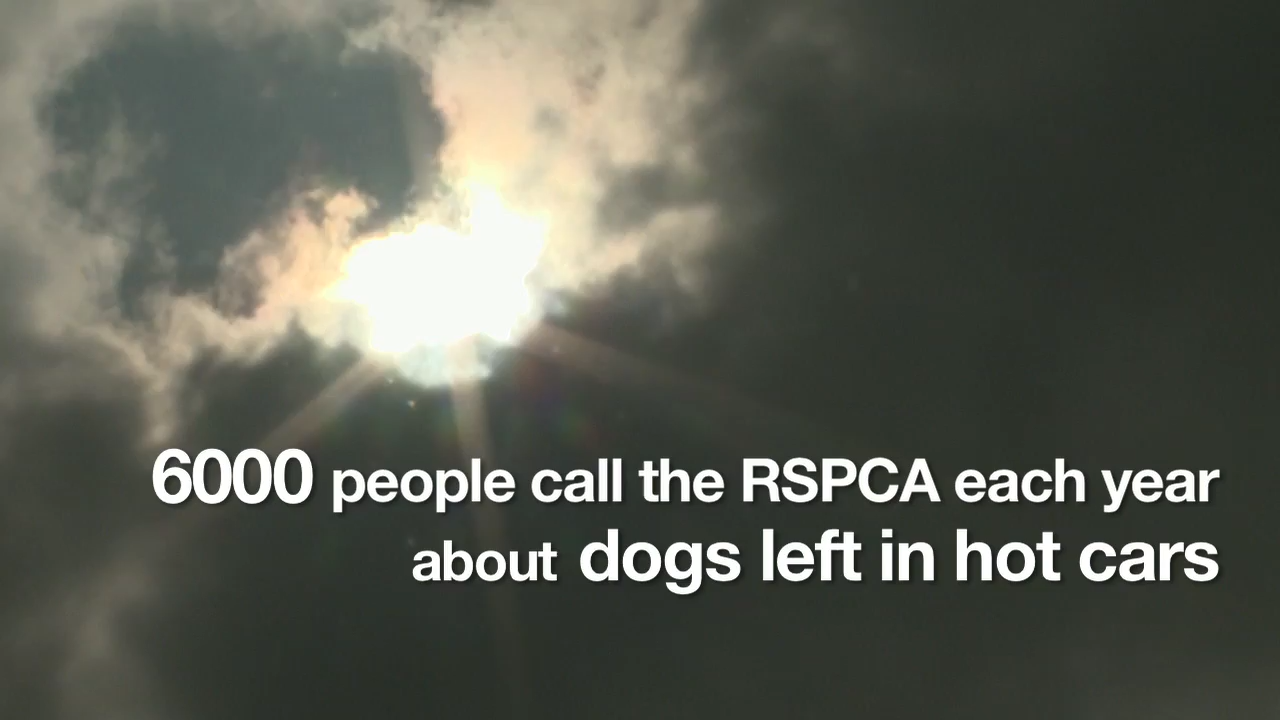 6000 people call the RSPCA each year
about dogs left in hot cars